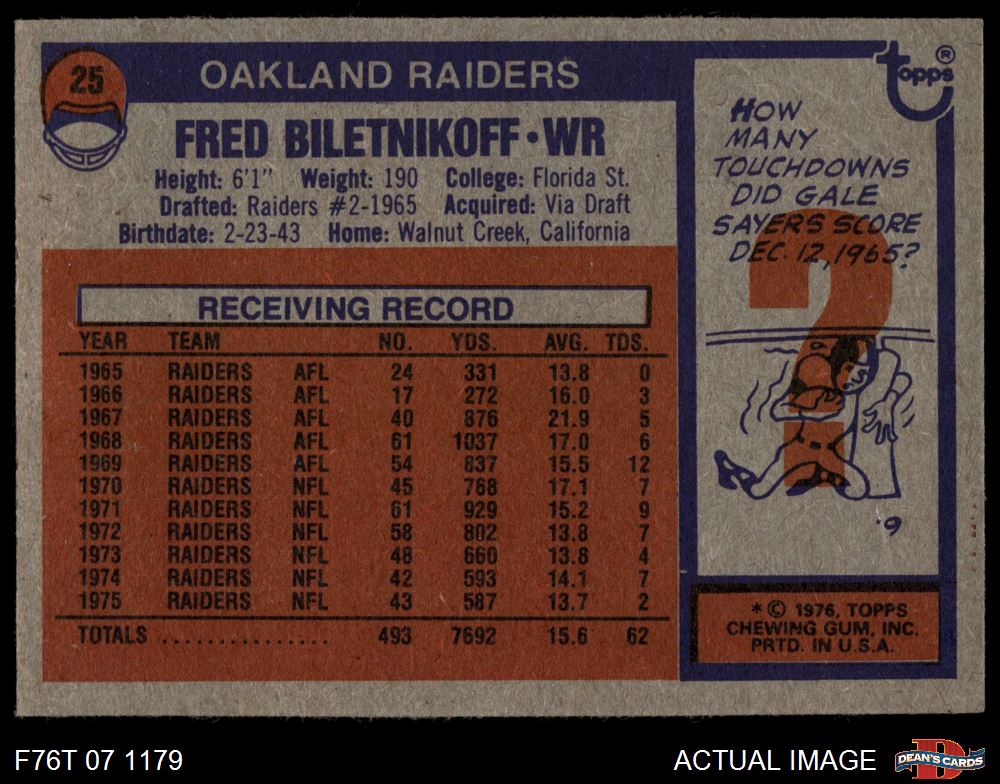 25
OAKLAND RAIDERS
topps®
FRED BILETNIKOFF·WR
Height: 6'1" Weight: 190 College: Florida St.
Drafted: Raiders #2-1965 Acquired: Via Draft
Birthdate: 2-23-43 Home: Walnut Creek, California
RECEIVING RECORD
YEAR TEAM NO. YDS. AVG. TDS.
1965 RAIDERS AFL 24 331 13.8 0
1966 RAIDERS AFL 17 272 16.0 3
1967 RAIDERS AFL 40 876 21.9 5
1968 RAIDERS AFL 61 1037 17.0 6
1969 RAIDERS AFL 54 837 15.5 12
1970 RAIDERS NFL 45 768 17.1 7
1971 RAIDERS NFL 61 929 15.2 9
1972 RAIDERS NFL 58 802 13.8 7
1973 RAIDERS NFL 48 660 13.8 4
1974 RAIDERS NFL 42 593 14.1 7
1975 RAIDERS NFL 43 587 13.7 2
TOTALS ................ 493 7692 15.6 62
HOW
MANY
TOUCHDOWNS
DID GALE
SAYERS SCORE
DEC. 12, 1965?
?
9.
* © 1976, TOPPS
CHEWING GUM, INC.
PRTD. IN U.S.A.
F76T 07 1179
ACTUAL IMAGE
DEAN'S CARDS